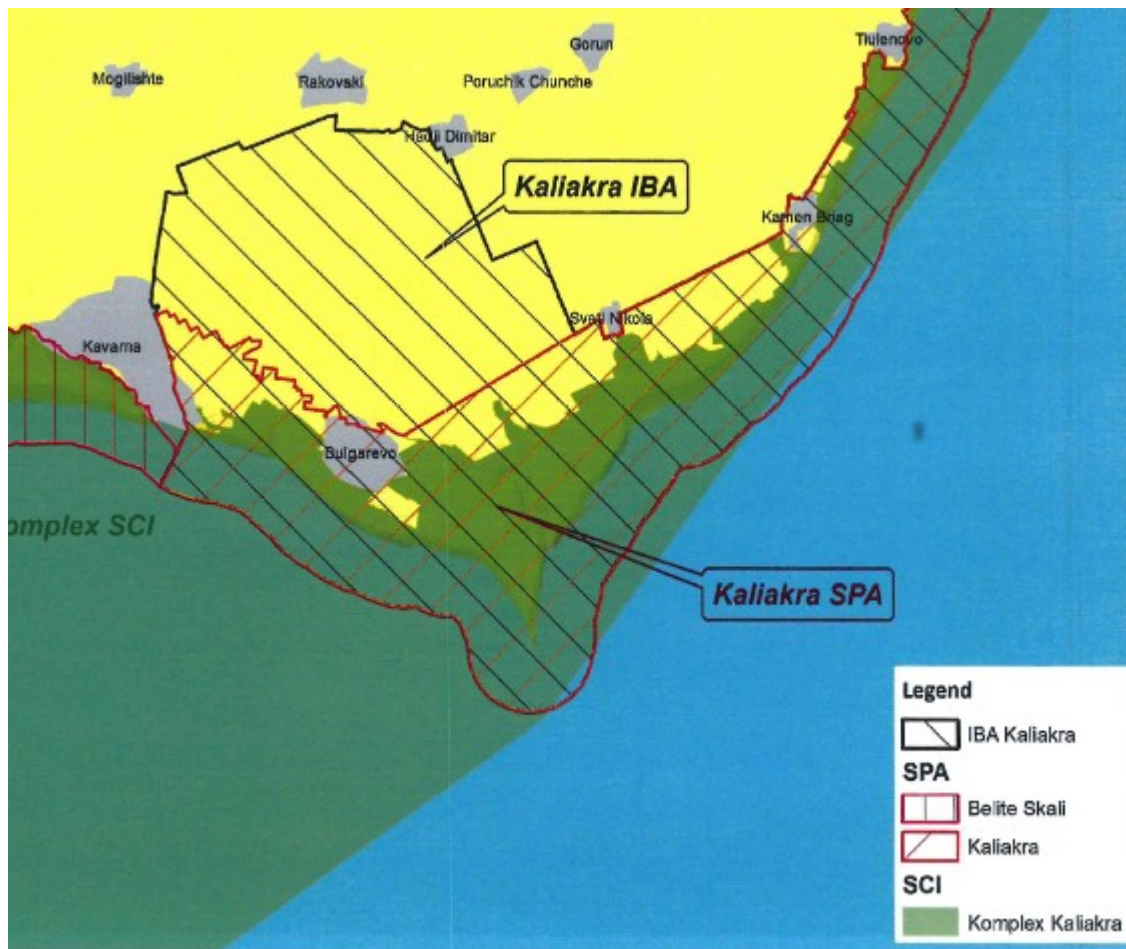 Gorun
Tiulenovo
Mogilishte
Rakovski
Poruchik Chunche
Hadji Dimitar
Kaliakra IBA
Kamen Briag
Sveti Nikola
Kavarna
Bulgarevo
omplex SCI
Kaliakra SPA
Legend
IBA Kaliakra
SPA
Belite Skali
Kaliakra
SCI
Komplex Kaliakra